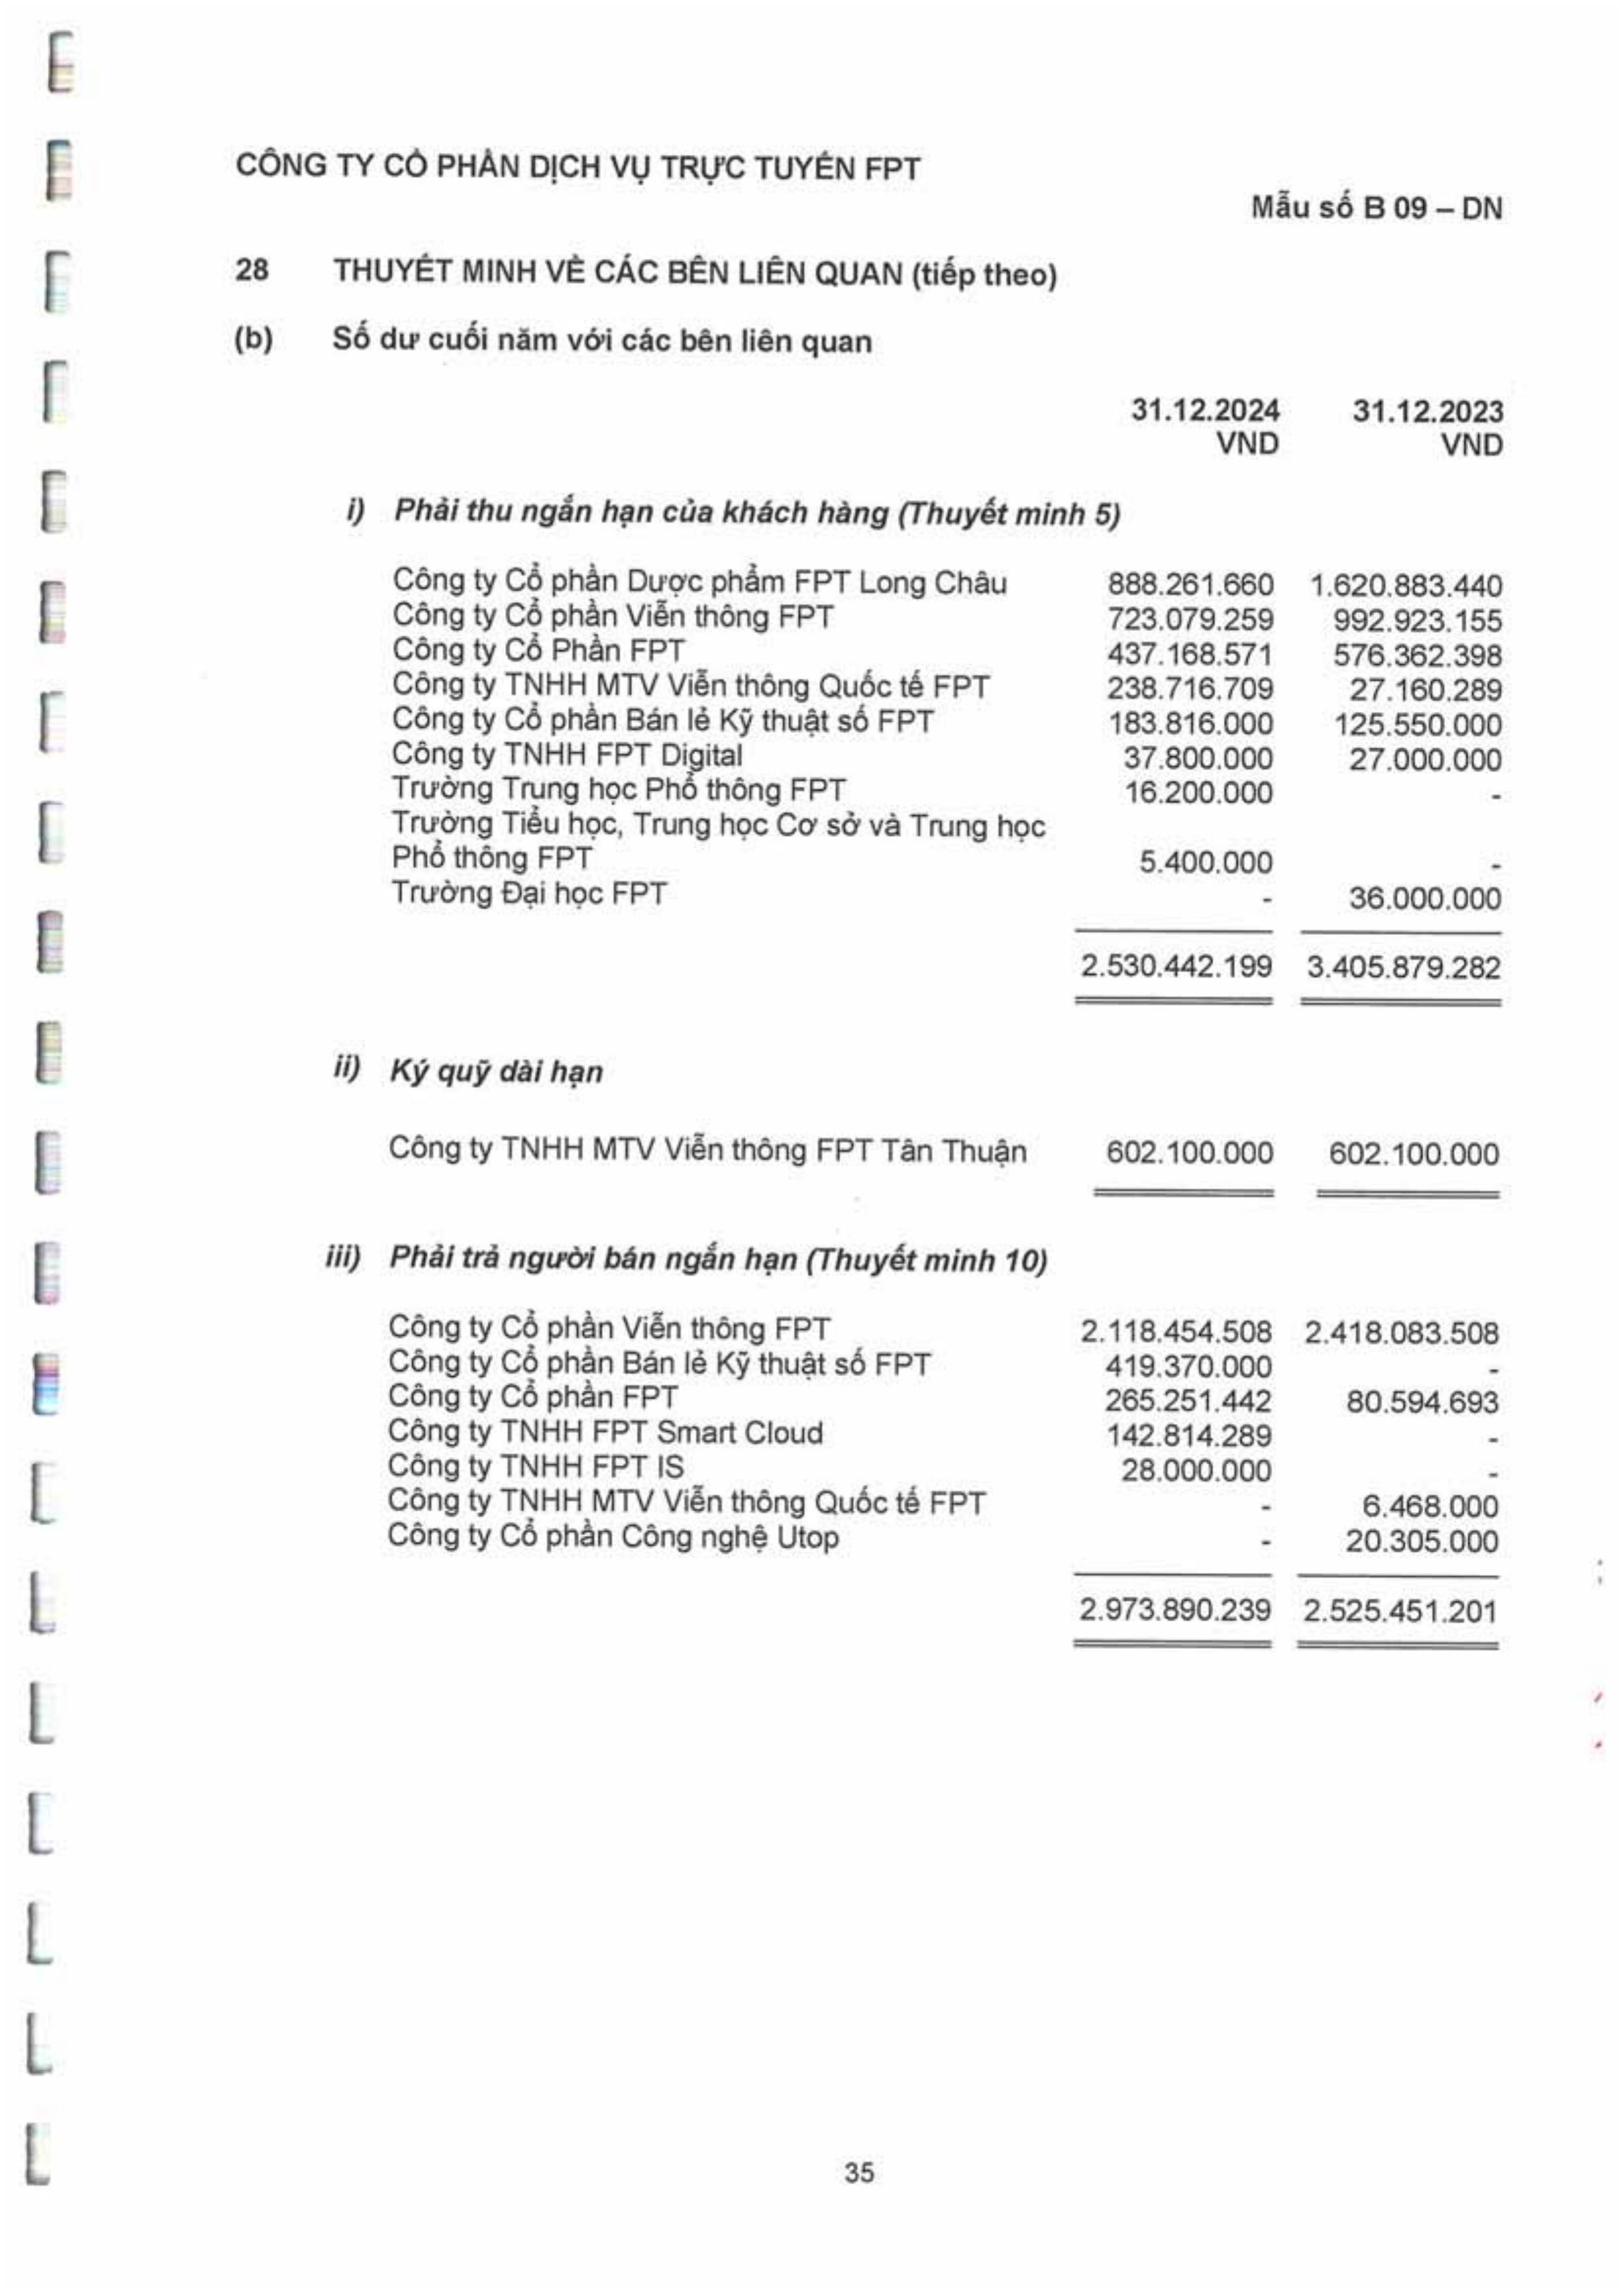 CÔNG TY CỔ PHẦN DỊCH VỤ TRỰC TUYẾN FPT
Mẫu số B 09 – DN
28 THUYẾT MINH VỀ CÁC BÊN LIÊN QUAN (tiếp theo)
(b) Số dư cuối năm với các bên liên quan
31.12.2024 31.12.2023
VND VND
i) Phải thu ngắn hạn của khách hàng (Thuyết minh 5)
Công ty Cổ phần Dược phẩm FPT Long Châu 888.261.660 1.620.883.440
Công ty Cổ phần Viễn thông FPT 723.079.259 992.923.155
Công ty Cổ Phần FPT 437.168.571 576.362.398
Công ty TNHH MTV Viễn thông Quốc tế FPT 238.716.709 27.160.289
Công ty Cổ phần Bán lẻ Kỹ thuật số FPT 183.816.000 125.550.000
Công ty TNHH FPT Digital 37.800.000 27.000.000
Trường Trung học Phổ thông FPT 16.200.000 -
Trường Tiểu học, Trung học Cơ sở và Trung học
Phổ thông FPT 5.400.000 -
Trường Đại học FPT - 36.000.000
2.530.442.199 3.405.879.282
ii) Ký quỹ dài hạn
Công ty TNHH MTV Viễn thông FPT Tân Thuận 602.100.000 602.100.000
iii) Phải trả người bán ngắn hạn (Thuyết minh 10)
Công ty Cổ phần Viễn thông FPT 2.118.454.508 2.418.083.508
Công ty Cổ phần Bán lẻ Kỹ thuật số FPT 419.370.000 -
Công ty Cổ phần FPT 265.251.442 80.594.693
Công ty TNHH FPT Smart Cloud 142.814.289 -
Công ty TNHH FPT IS 28.000.000 -
Công ty TNHH MTV Viễn thông Quốc tế FPT - 6.468.000
Công ty Cổ phần Công nghệ Utop - 20.305.000
2.973.890.239 2.525.451.201
35